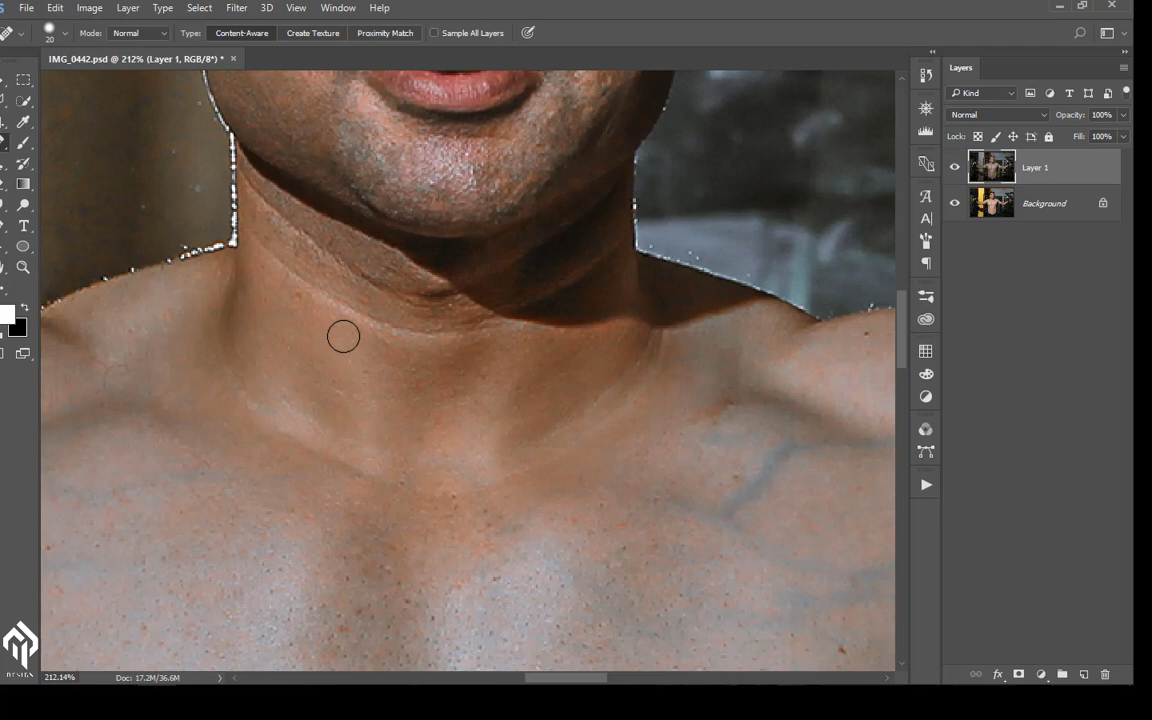 File Edit Image Layer Type Select Filter 3D View Window Help
20 Mode: Normal Type: Content-Aware Create Texture Proximity Match Sample All Layers
IMG_0442.psd @ 212% (Layer 1, RGB/8*) *
Layers
Kind
Normal Opacity: 100%
Lock: Fill: 100%
Layer 1
Background
DESIGN
212.14% Doc: 17.2M/36.6M